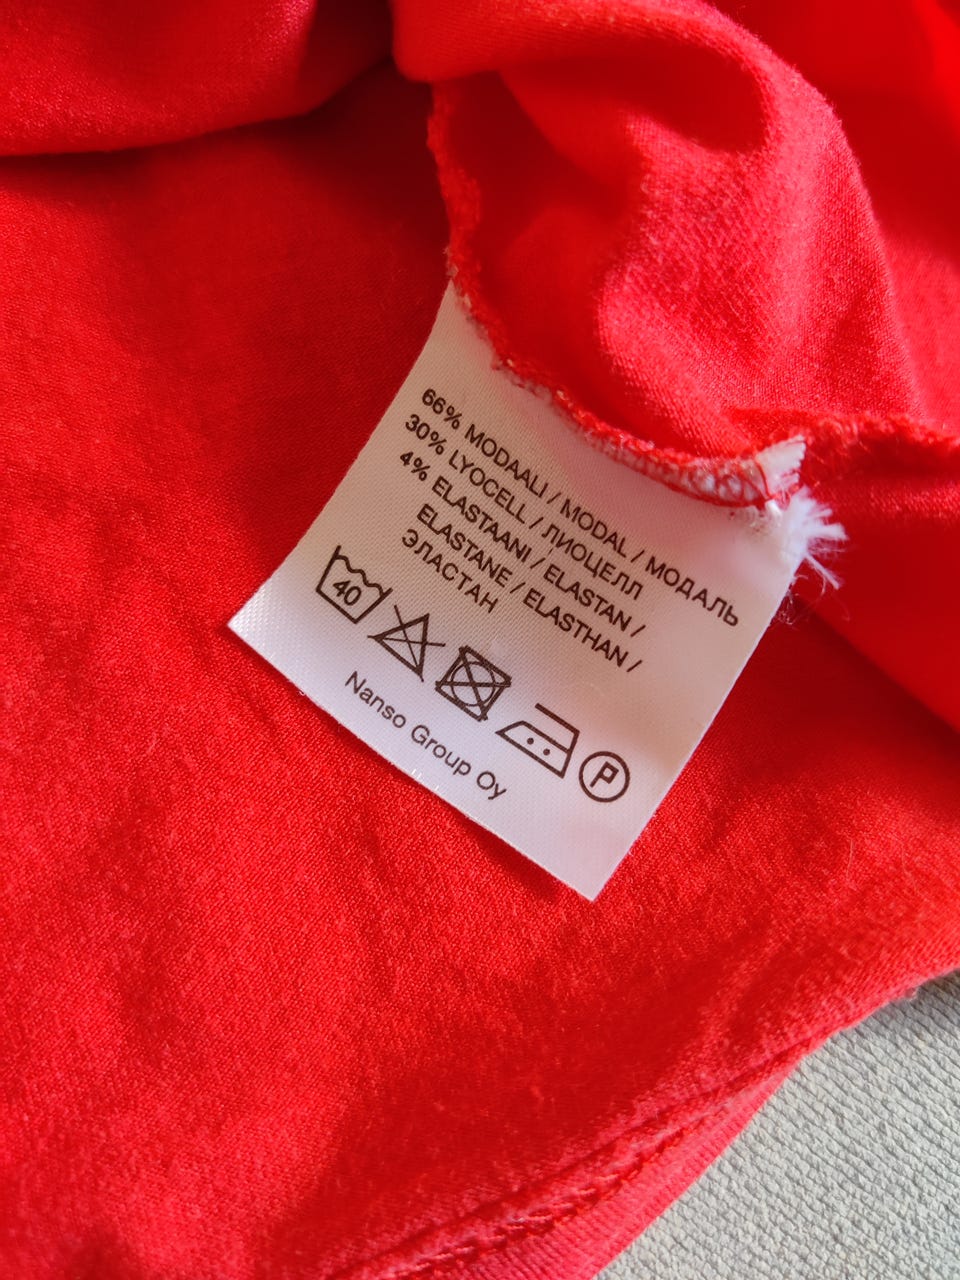 66% MODAALI / MODAL / МОДАЛЬ
30% LYOCELL / ЛИОЦЕЛЛ
4% ELASTAANI / ELASTAN /
ELASTANE / ELASTHAN /
ЭЛАСТАН
40
P
Nanso Group Oy